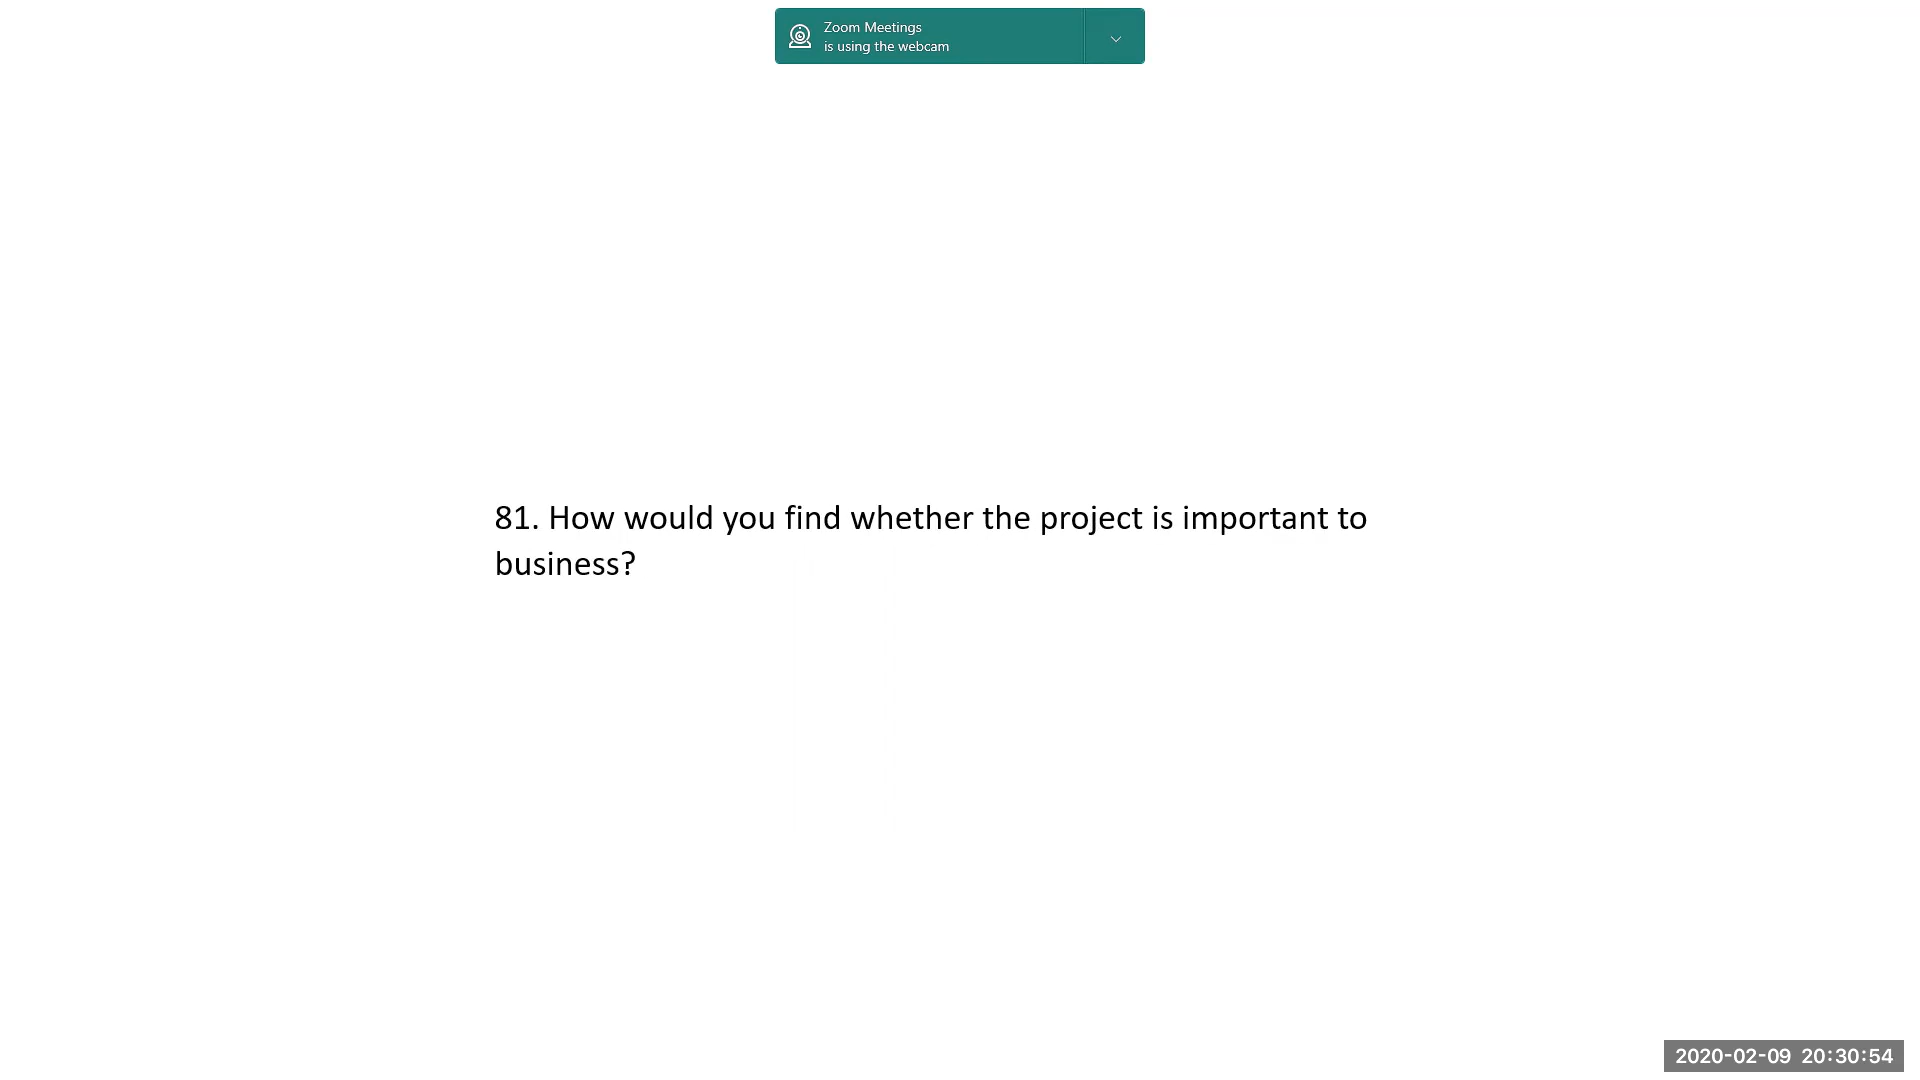 Zoom Meetings
is using the webcam
81. How would you find whether the project is important to
business?
2020-02-09 20:30:54